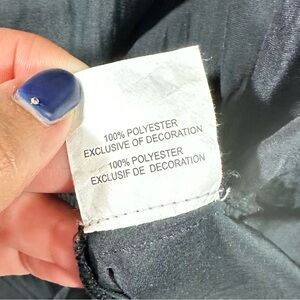 100% POLYESTER
EXCLUSIVE OF DECORATION
100% POLYESTER
EXCLUSIF DE DECORATION